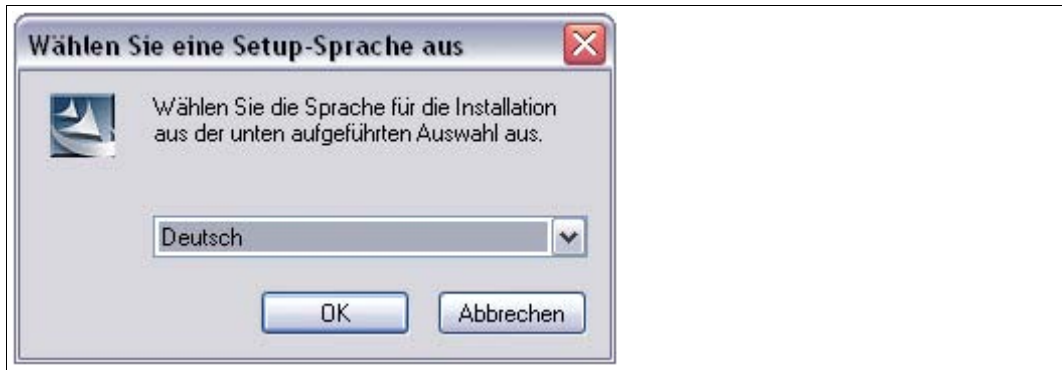 Wählen Sie eine Setup-Sprache aus
Wählen Sie die Sprache für die Installation
aus der unten aufgeführten Auswahl aus.
Deutsch
OK
Abbrechen